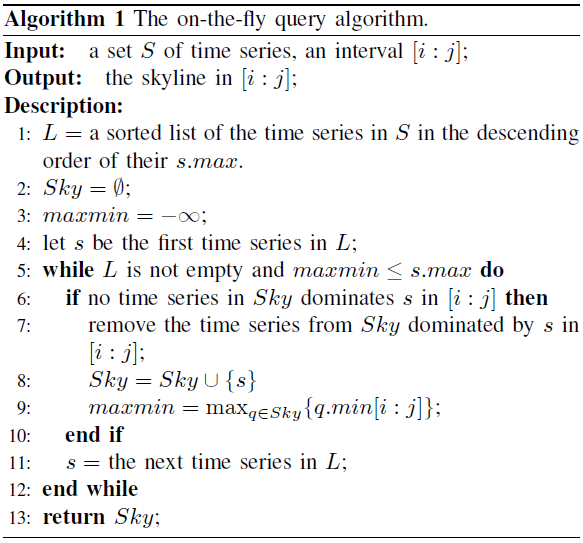 Algorithm 1 The on-the-fly query algorithm.
Input: a set S of time series, an interval [i : j];
Output: the skyline in [i : j];
Description:
1: L = a sorted list of the time series in S in the descending
order of their s.max.
2: Sky = ∅;
3: maxmin = −∞;
4: let s be the first time series in L;
5: while L is not empty and maxmin ≤ s.max do
6: if no time series in Sky dominates s in [i : j] then
7: remove the time series from Sky dominated by s in
[i : j];
8: Sky = Sky ∪ {s}
9: maxmin = max_{q∈Sky}{q.min[i : j]};
10: end if
11: s = the next time series in L;
12: end while
13: return Sky;